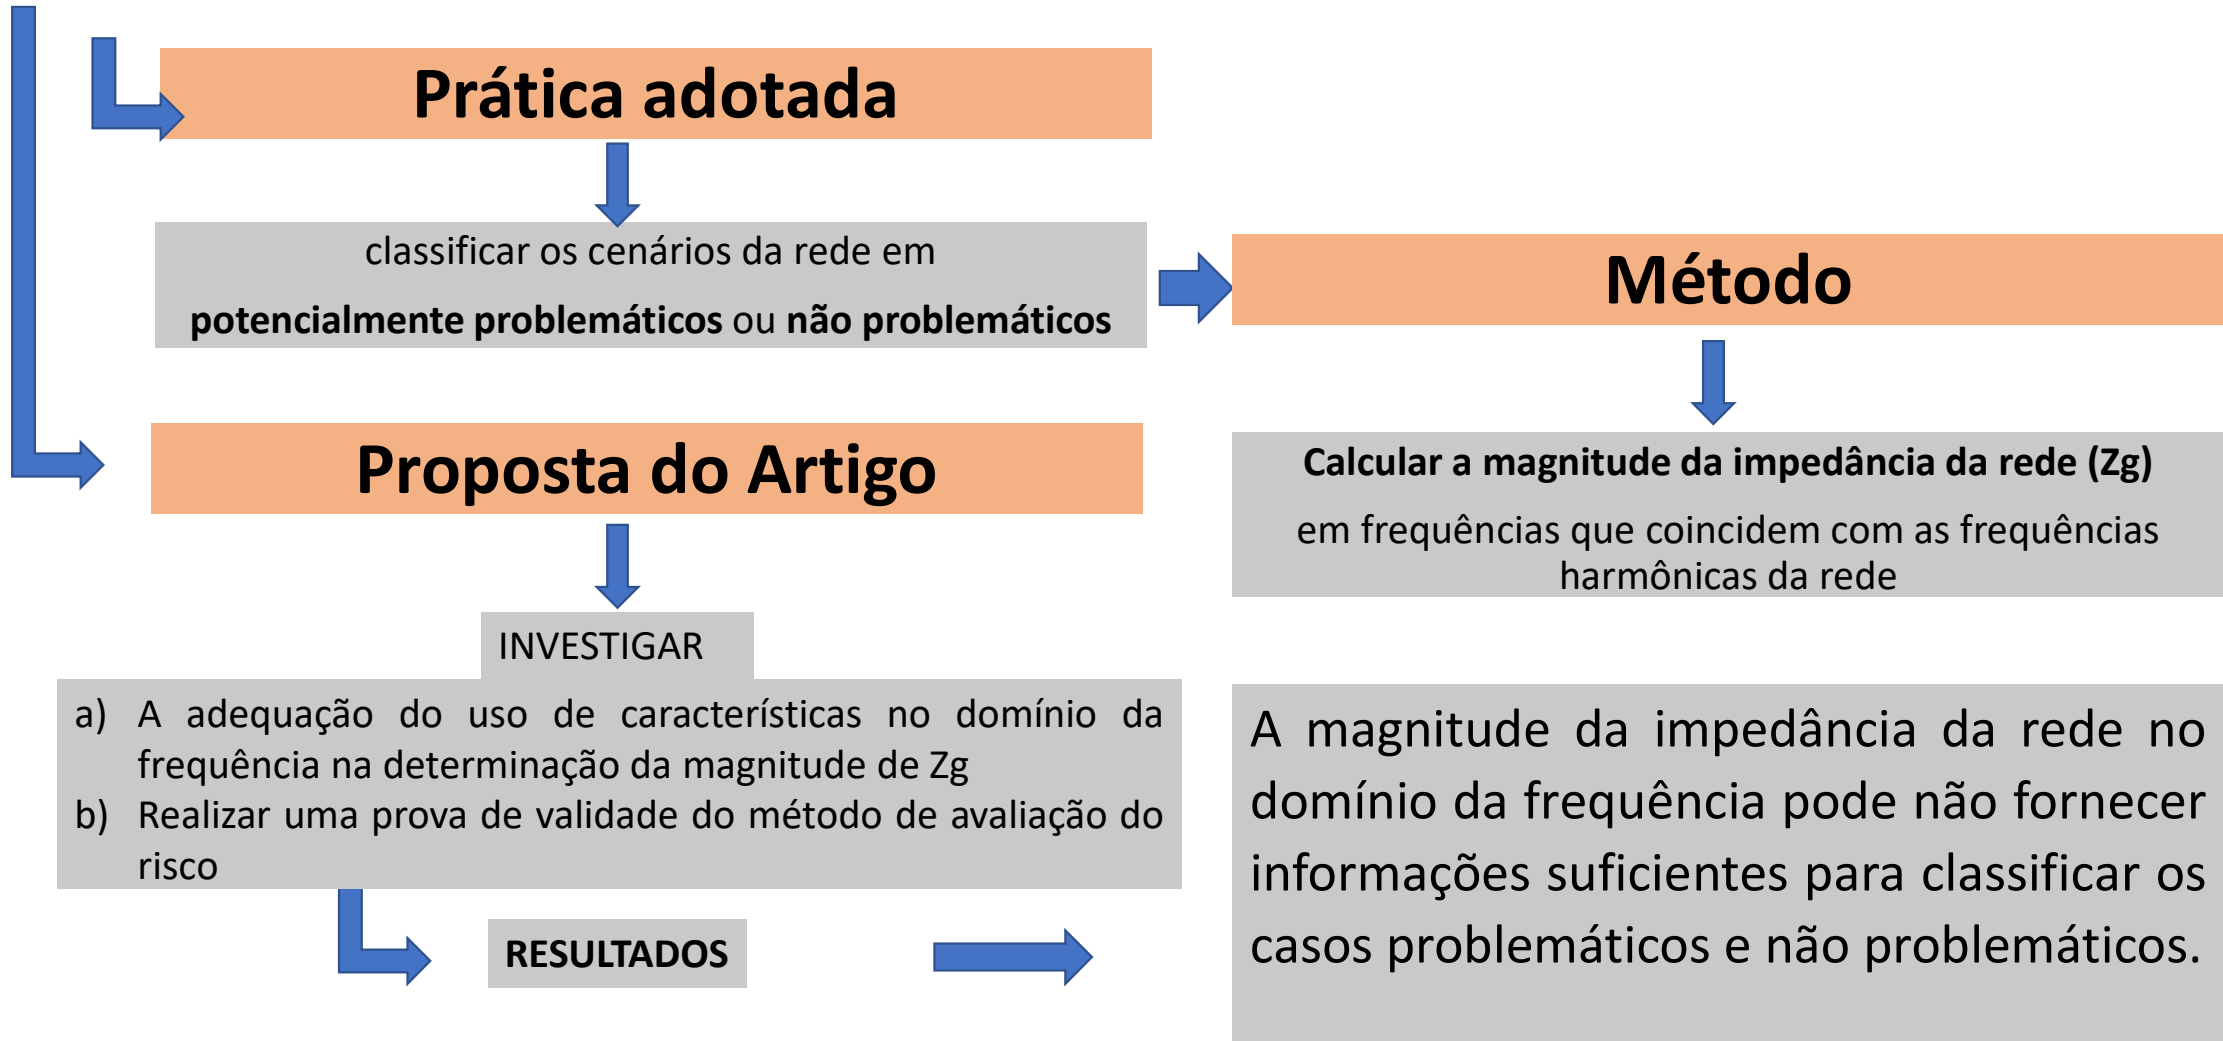 Prática adotada
classificar os cenários da rede em
potencialmente problemáticos ou não problemáticos
Método
Calcular a magnitude da impedância da rede (Zg)
em frequências que coincidem com as frequências
harmônicas da rede
Proposta do Artigo
INVESTIGAR
a) A adequação do uso de características no domínio da
frequência na determinação da magnitude de Zg
b) Realizar uma prova de validade do método de avaliação do
risco
RESULTADOS
A magnitude da impedância da rede no
domínio da frequência pode não fornecer
informações suficientes para classificar os
casos problemáticos e não problemáticos.